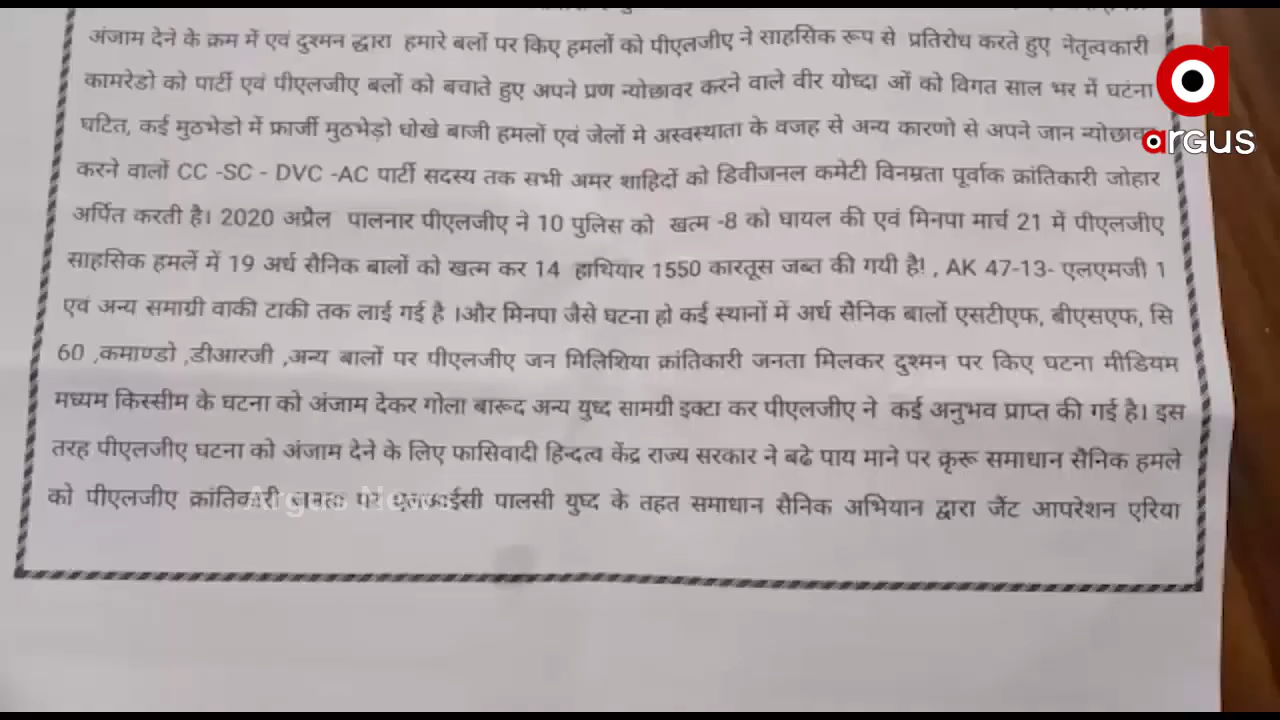 अंजाम देने के क्रम में एवं दुश्मन द्धारा हमारे बलों पर किए हमलों को पीएलजीए ने साहसिक रूप से प्रतिरोध करते हुए नेतृत्वकारी
कामरेडो को पार्टी एवं पीएलजीए बलों को बचाते हुए अपने प्रण न्योछावर करने वाले वीर योध्दा ओं को विगत साल भर में घटंना
घटित, कई मुठभेडो में फ्रार्जी मुठभेड़ो धोखे बाजी हमलों एवं जेलों मे अस्वस्थाता के वजह से अन्य कारणो से अपने जान
करने वालों CC -SC - DVC -AC पार्टी सदस्य तक सभी अमर शाहिदों को डिवीजनल कमेटी विनम्रता पूर्वाक क्रांतिकारी जोहार
अर्पित करती है। 2020 अप्रैल पालनार पीएलजीए ने 10 पुलिस को खत्म -8 को घायल की एवं मिनपा मार्च 21 में पीएलजीए
साहसिक हमलें में 19 अर्ध सैनिक बालों को खत्म कर 14 हाथियार 1550 कारतूस जब्त की गयी है! , AK 47-13- एलएमजी 1
एवं अन्य समाग्री वाकी टाकी तक लाई गई है ।और मिनपा जैसे घटना हो कई स्थानों में अर्ध सैनिक बालों एसटीएफ, बीएसएफ, सि
60 ,कमाण्डो ,डीआरजी ,अन्य बालों पर पीएलजीए जन मिलिशिया क्रांतिकारी जनता मिलकर दुश्मन पर किए घटना मीडियम
मध्यम किस्सीम के घटना को अंजाम देकर गोला बारूद अन्य युध्द सामग्री इक्टा कर पीएलजीए ने कई अनुभव प्राप्त की गई है। इस
तरह पीएलजीए घटना को अंजाम देने के लिए फासिवादी हिन्दत्व केंद्र राज्य सरकार ने बढे पाय माने पर क्रृरू समाधान सैनिक हमले
को पीएलजीए क्रांतिकारी जनता पर एलआईसी पालसी युध्द के तहत समाधान सैनिक अभियान द्वारा जैंट आपरेशन एरिया
argus
Argus News